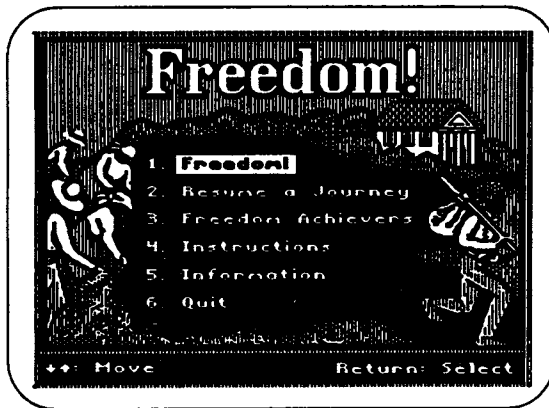 Freedom!
1. Freedom!
2. Resume a Journey
3. Freedom Achievers
4. Instructions
5. Information
6. Quit
↑↓: Move Return: Select